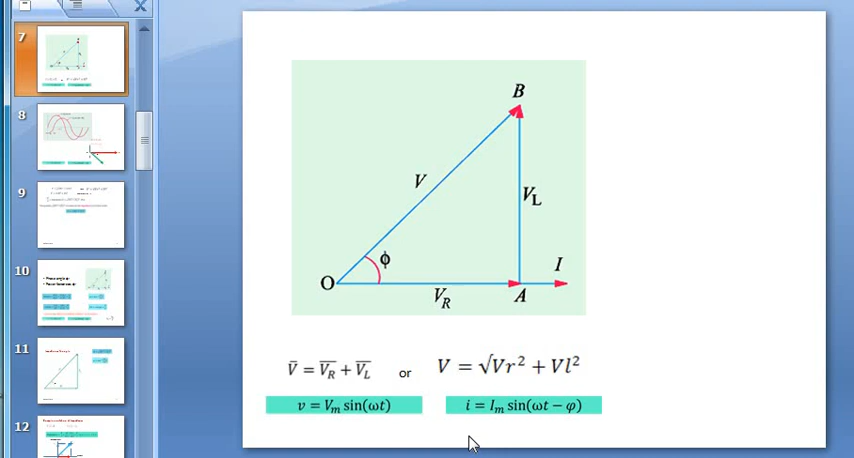 7
8
9
10
11
12
B
V
V_L
ϕ
I
O
V_R
A
V̄ = V̅_R̅ + V̅_L̅ or V = √Vr² + Vl²
v = V_m sin(ωt) i = I_m sin(ωt − φ)